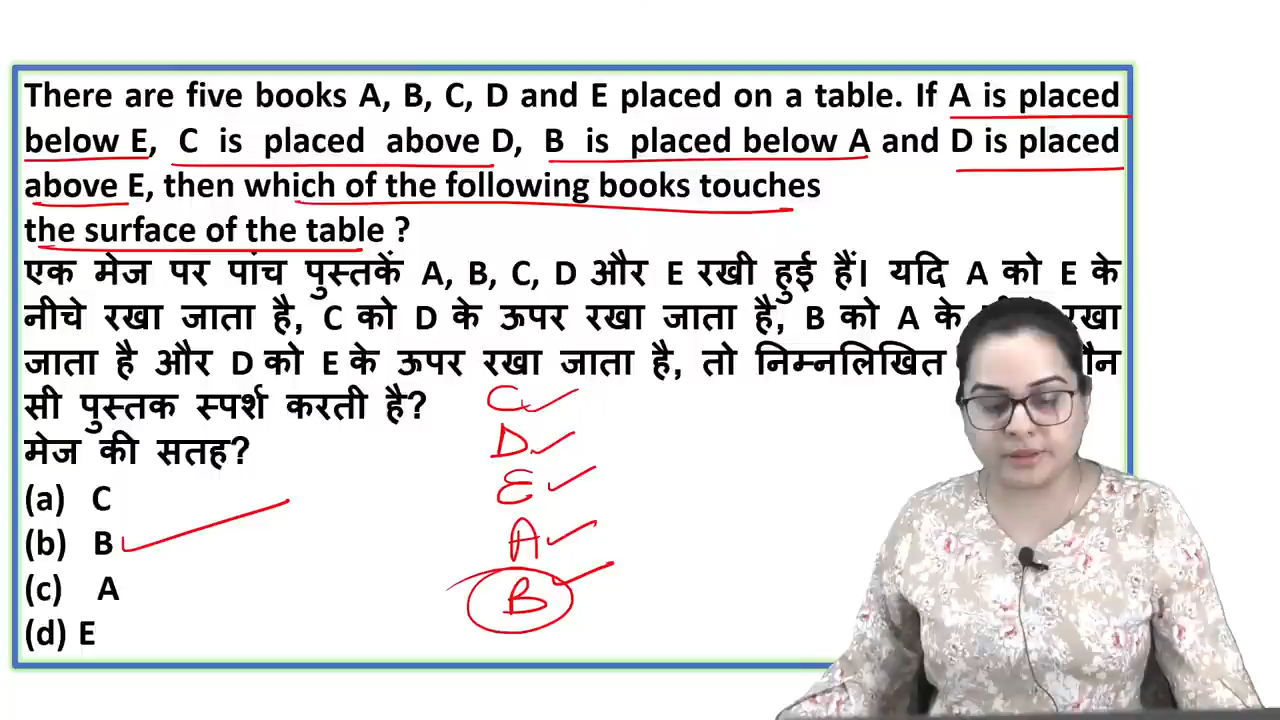 There are five books A, B, C, D and E placed on a table. If A is placed
below E, C is placed above D, B is placed below A and D is placed
above E, then which of the following books touches
the surface of the table ?
एक मेज पर पांच पुस्तकें A, B, C, D और E रखी हुई हैं। यदि A को E के
नीचे रखा जाता है, C को D के ऊपर रखा जाता है, B को A के रखा
जाता है और D को E के ऊपर रखा जाता है, तो निम्नलिखित
सी पुस्तक स्पर्श करती है?
मेज की सतह?
(a) C
(b) B
(c) A
(d) E
C
D
E
A
B